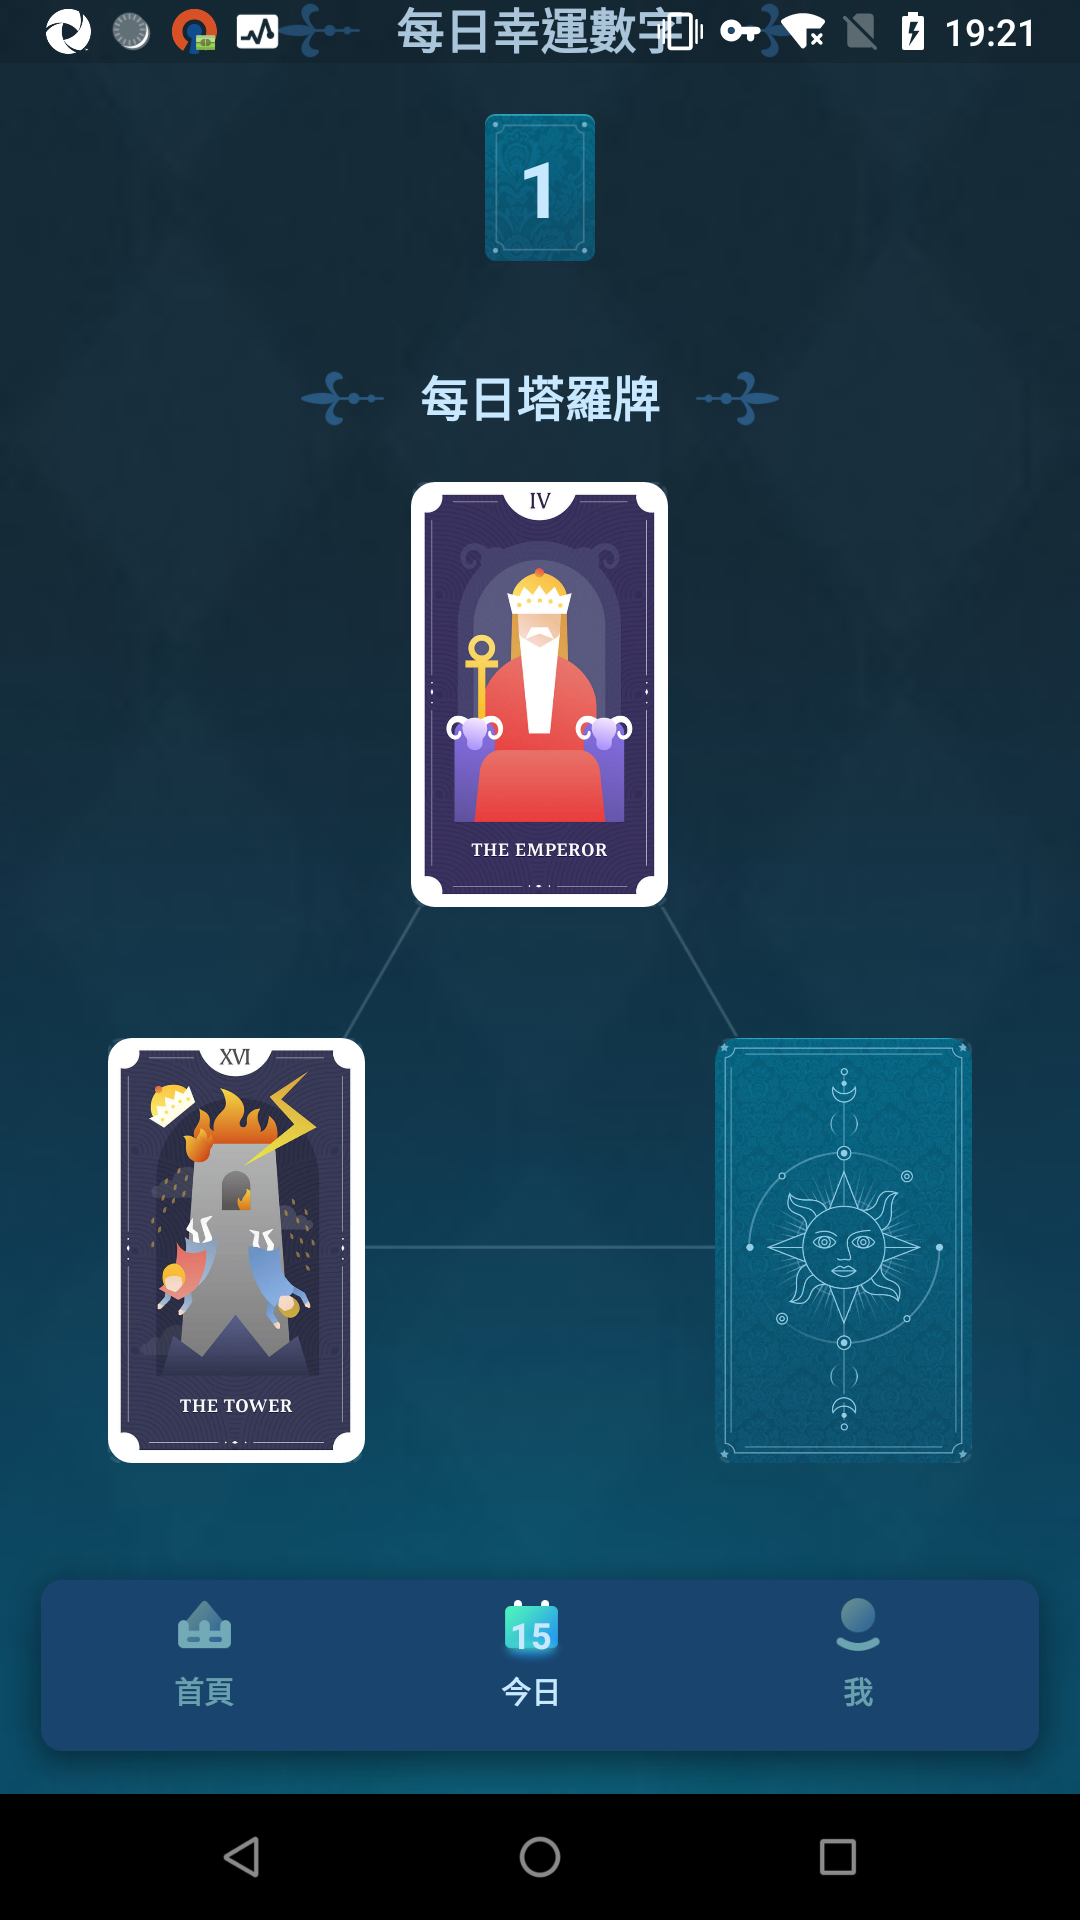 每日幸運數字
19:21
1
每日塔羅牌
IV
THE EMPEROR
XVI
THE TOWER
15
首頁
今日
我